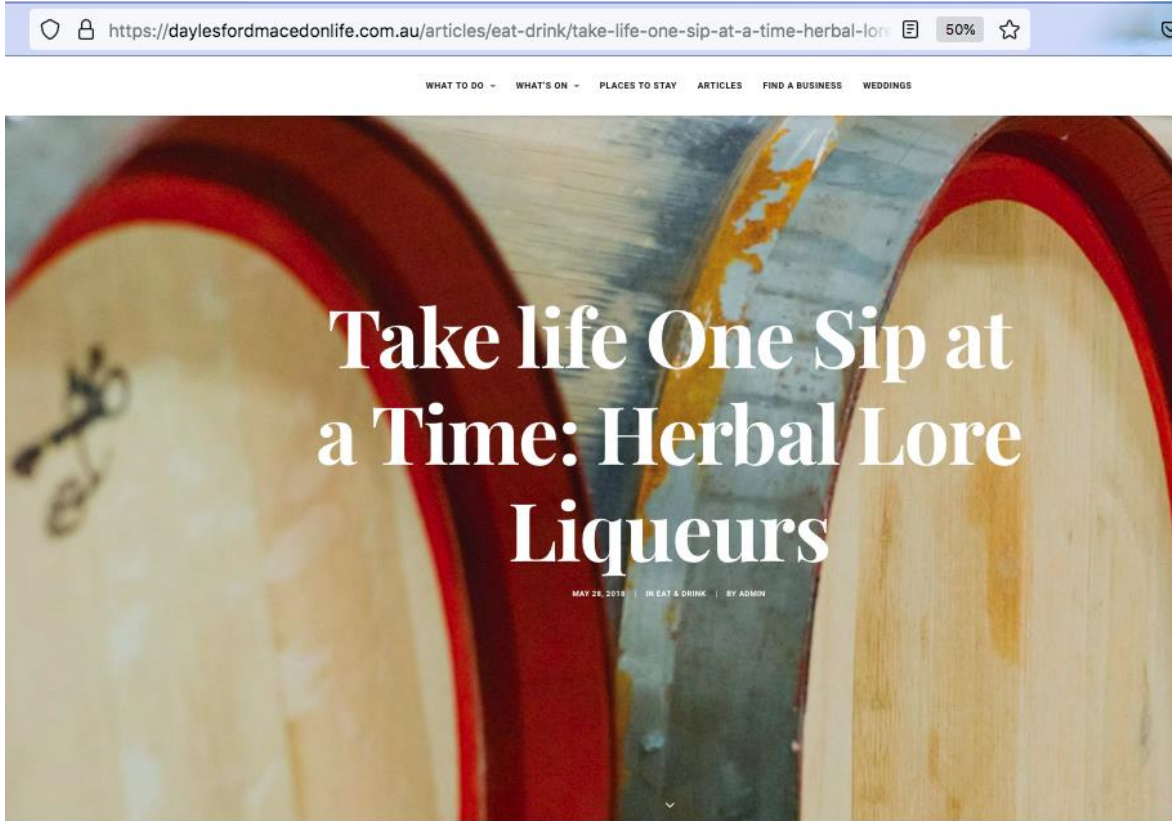 https://daylesfordmacedonlife.com.au/articles/eat-drink/take-life-one-sip-at-a-time-herbal-lor
50%
WHAT TO DO
WHAT'S ON
PLACES TO STAY
ARTICLES
FIND A BUSINESS
WEDDINGS
Take life One Sip at
a Time: Herbal Lore
Liqueurs
MAY 28, 2018 | IN EAT & DRINK | BY ADMIN